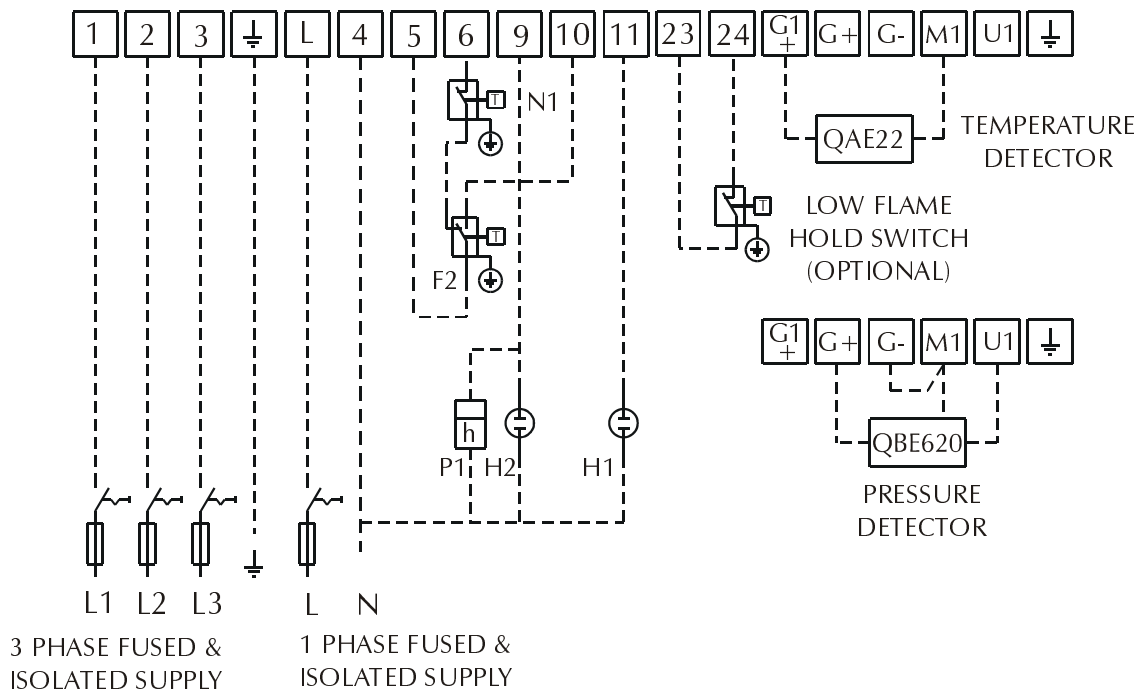 1 2 3 L 4 5 6 9 10 11 23 24 G1+ G+ G- M1 U1
T N1
QAE22
TEMPERATURE
DETECTOR
T
LOW FLAME
HOLD SWITCH
(OPTIONAL)
T
F2
G1+ G+ G- M1 U1
h
P1 H2 H1
QBE620
PRESSURE
DETECTOR
L1 L2 L3 L N
3 PHASE FUSED &
ISOLATED SUPPLY
1 PHASE FUSED &
ISOLATED SUPPLY